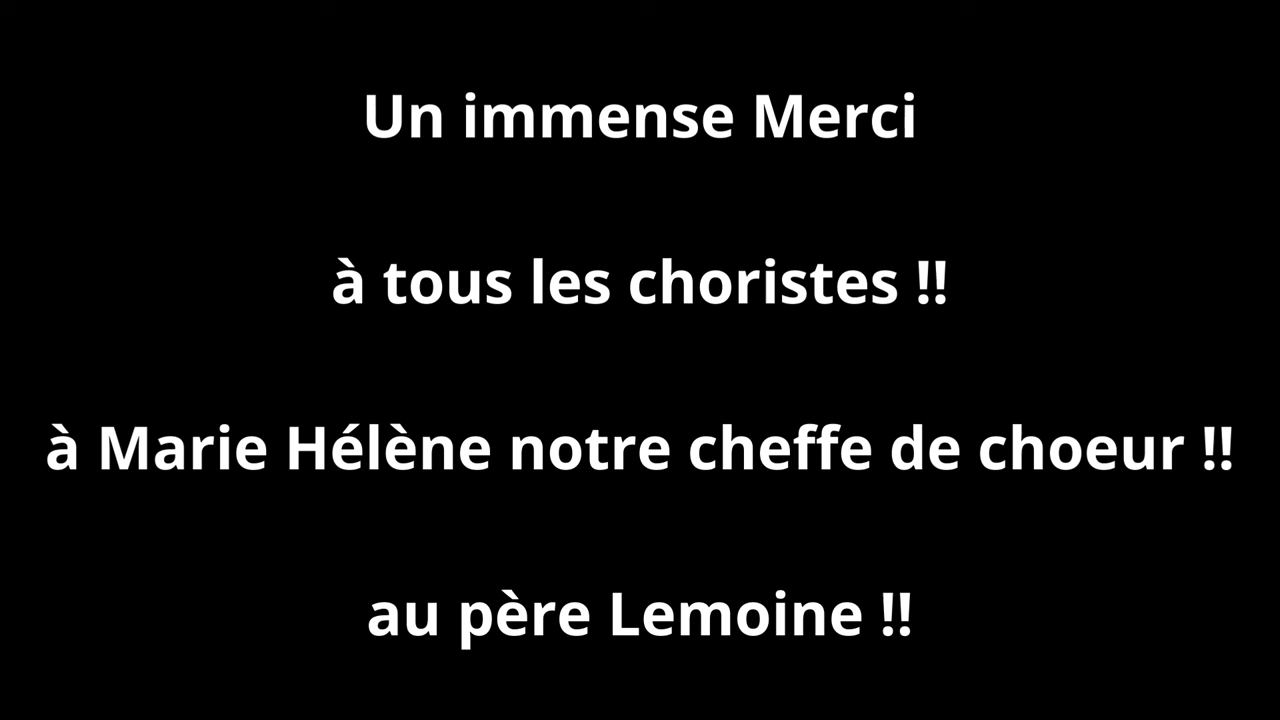 Un immense Merci
à tous les choristes !!
à Marie Hélène notre cheffe de choeur !!
au père Lemoine !!